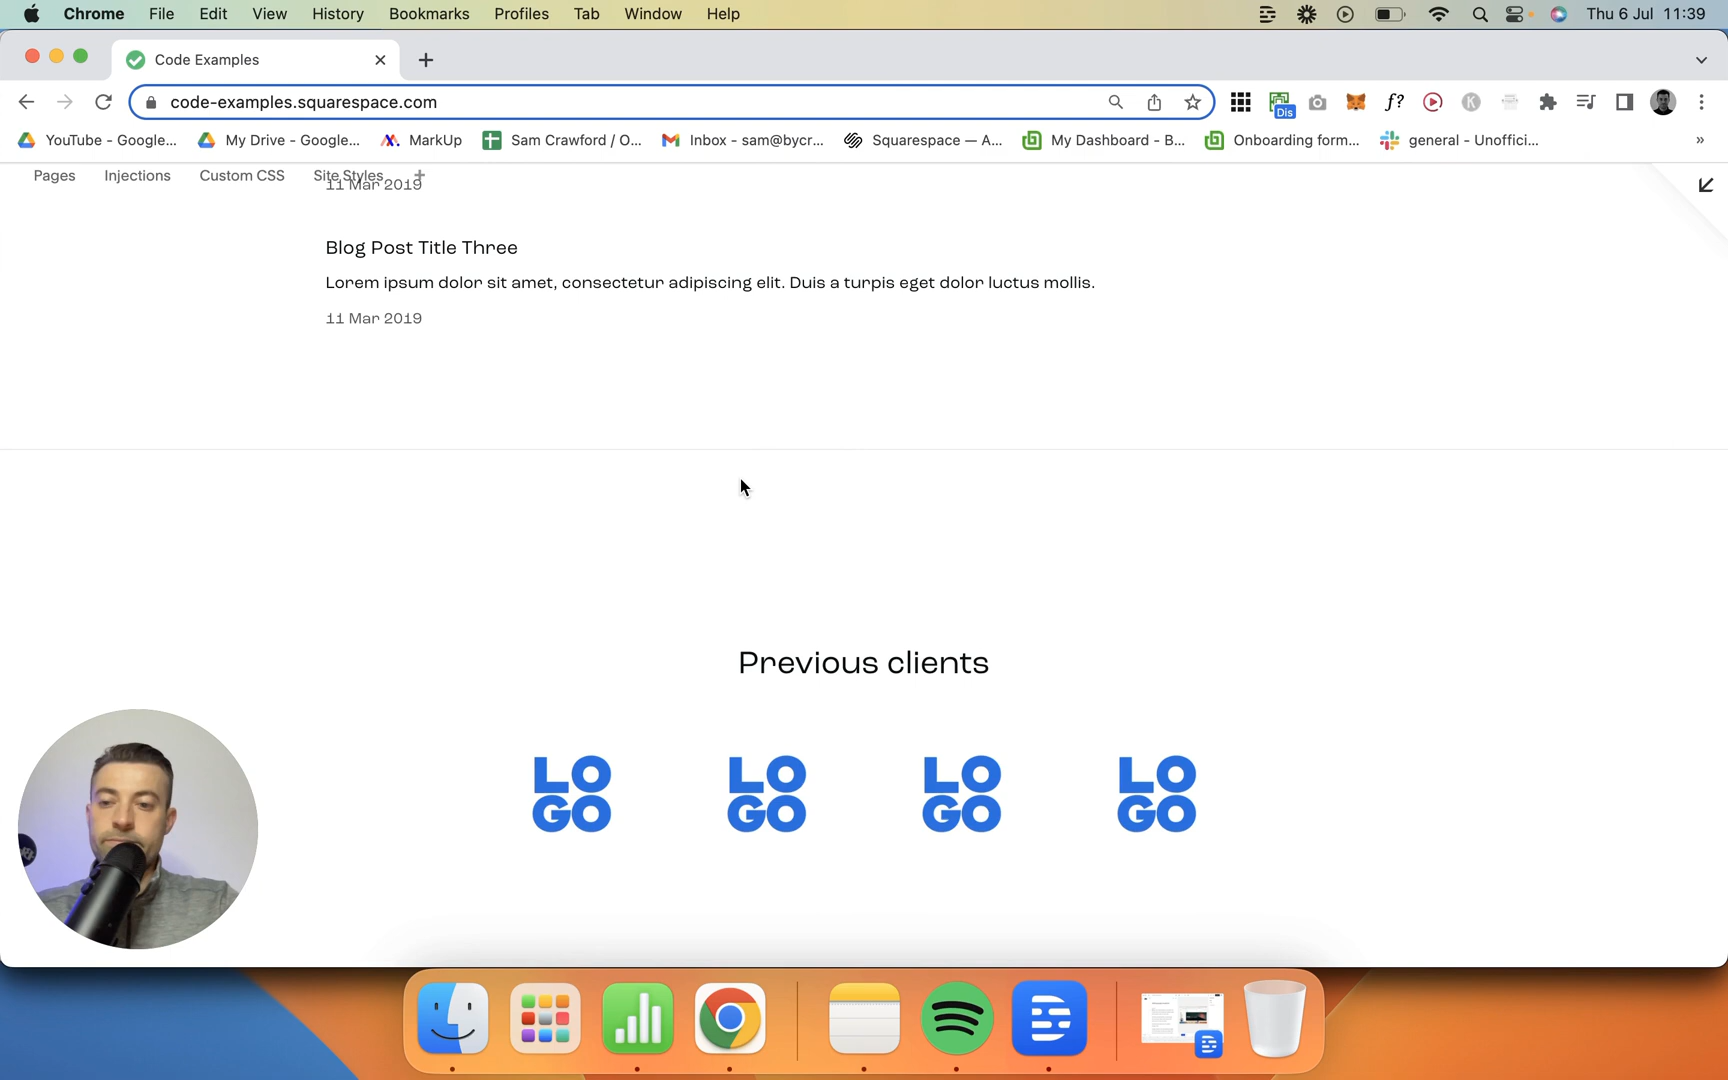 Chrome File Edit View History Bookmarks Profiles Tab Window Help Thu 6 Jul 11:39
Code Examples
code-examples.squarespace.com
f?
Dis
K
YouTube - Google... My Drive - Google... MarkUp Sam Crawford / O... Inbox - sam@bycr... Squarespace — A... My Dashboard - B... Onboarding form... general - Unoffici... »
Pages Injections Custom CSS Site Styles +
11 Mar 2019
Blog Post Title Three
Lorem ipsum dolor sit amet, consectetur adipiscing elit. Duis a turpis eget dolor luctus mollis.
11 Mar 2019
Previous clients
LO LO LO LO
GO GO GO GO